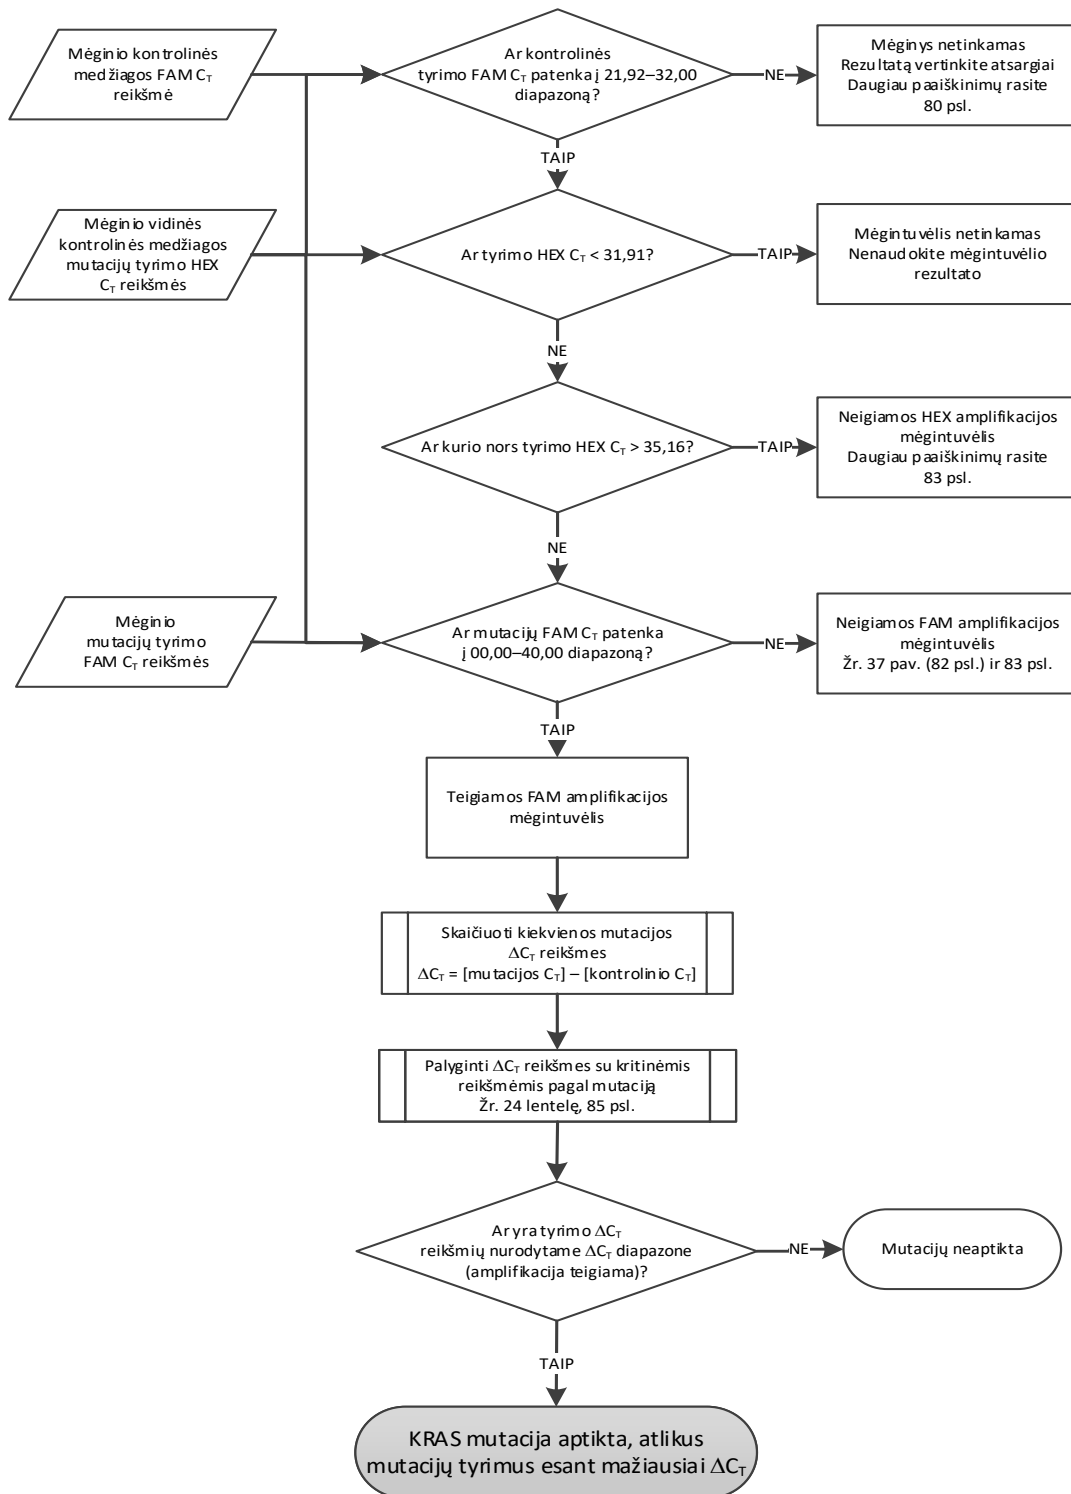 Mėginio kontrolinės
medžiagos FAM CT
reikšmė
Ar kontrolinės
tyrimo FAM CT patenka į 21,92–32,00
diapazoną?
NE
Mėginys netinkamas
Rezultatą vertinkite atsargiai
Daugiau paaiškinimų rasite
80 psl.
TAIP
Mėginio vidinės
kontrolinės medžiagos
mutacijų tyrimo HEX
CT reikšmės
Ar tyrimo HEX CT < 31,91?
TAIP
Mėgintuvėlis netinkamas
Nenaudokite mėgintuvėlio
rezultato
NE
Ar kurio nors tyrimo HEX CT > 35,16?
TAIP
Neigiamos HEX amplifikacijos
mėgintuvėlis
Daugiau paaiškinimų rasite
83 psl.
NE
Mėginio
mutacijų tyrimo
FAM CT reikšmės
Ar mutacijų FAM CT patenka
į 00,00–40,00 diapazoną?
NE
Neigiamos FAM amplifikacijos
mėgintuvėlis
Žr. 37 pav. (82 psl.) ir 83 psl.
TAIP
Teigiamos FAM amplifikacijos
mėgintuvėlis
Skaičiuoti kiekvienos mutacijos
ΔCT reikšmes
ΔCT = [mutacijos CT] – [kontrolinio CT]
Palyginti ΔCT reikšmes su kritinėmis
reikšmėmis pagal mutaciją
Žr. 24 lentelę, 85 psl.
Ar yra tyrimo ΔCT
reikšmių nurodytame ΔCT diapazone
(amplifikacija teigiama)?
NE
Mutacijų neaptikta
TAIP
KRAS mutacija aptikta, atlikus
mutacijų tyrimus esant mažiausiai ΔCT